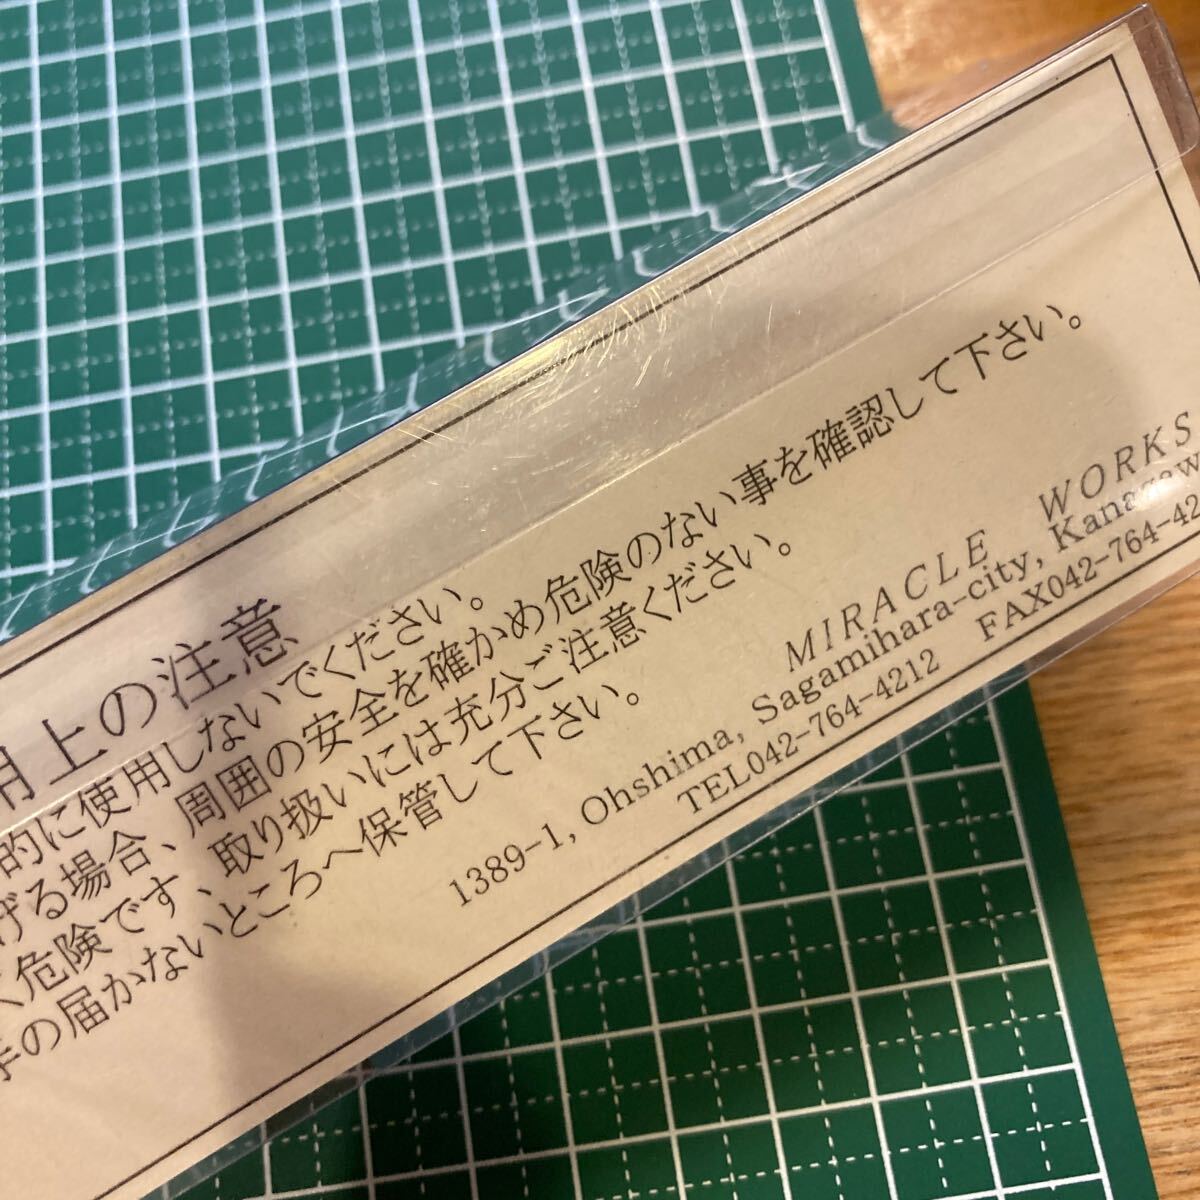 用上の注意
的に使用しないでください。
げる場合、周囲の安全を確かめ危険のない事を確認して下さい。
く危険です、取り扱いには充分ご注意ください。
手の届かないところへ保管して下さい。
MIRACLE WORKS
1389-1, Ohshima, Sagamihara-city, Kanagaw
TEL042-764-4212 FAX042-764-42